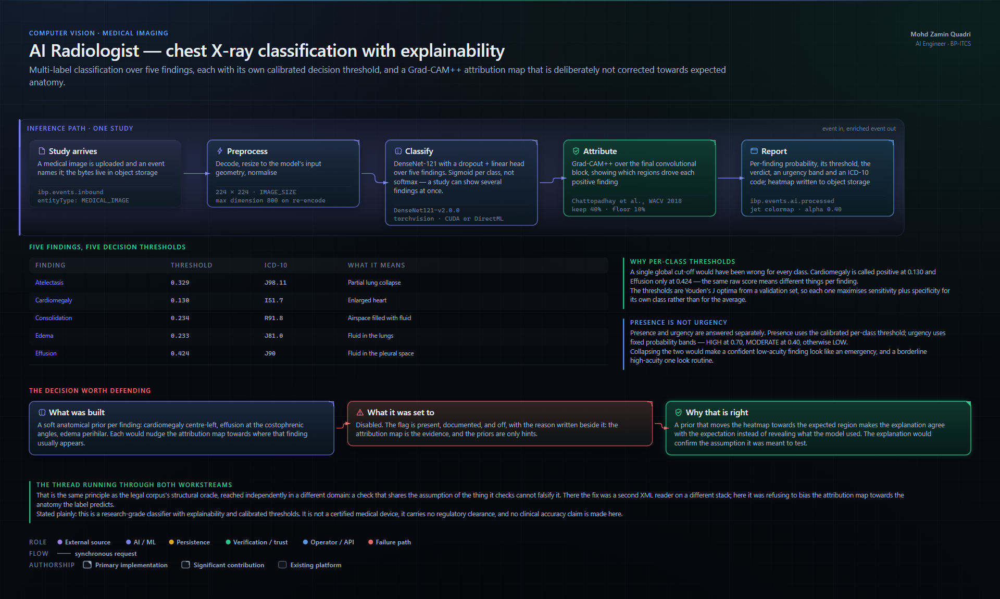 COMPUTER VISION · MEDICAL IMAGING
AI Radiologist — chest X-ray classification with explainability
Multi-label classification over five findings, each with its own calibrated decision threshold, and a Grad-CAM++ attribution map that is deliberately not corrected towards expected
anatomy.
Mohd Zamin Quadri
AI Engineer · BP-ITCS
INFERENCE PATH · ONE STUDY
event in, enriched event out
Study arrives
A medical image is uploaded and an event
names it; the bytes live in object storage
ibp.events.inbound
entityType: MEDICAL_IMAGE
Preprocess
Decode, resize to the model's input
geometry, normalise
224 × 224 · IMAGE_SIZE
max dimension 800 on re-encode
Classify
DenseNet-121 with a dropout + linear head
over five findings. Sigmoid per class, not
softmax — a study can show several
findings at once.
DenseNet121-v2.0.0
torchvision · CUDA or DirectML
Attribute
Grad-CAM++ over the final convolutional
block, showing which regions drove each
positive finding
Chattopadhay et al., WACV 2018
keep 40% · floor 10%
Report
Per-finding probability, its threshold, the
verdict, an urgency band and an ICD-10
code; heatmap written to object storage
ibp.events.ai.processed
jet colormap · alpha 0.40
FIVE FINDINGS, FIVE DECISION THRESHOLDS
FINDING THRESHOLD ICD-10 WHAT IT MEANS
Atelectasis 0.329 J98.11 Partial lung collapse
Cardiomegaly 0.130 I51.7 Enlarged heart
Consolidation 0.234 R91.8 Airspace filled with fluid
Edema 0.233 J81.0 Fluid in the lungs
Effusion 0.424 J90 Fluid in the pleural space
WHY PER-CLASS THRESHOLDS
A single global cut-off would have been wrong for every class. Cardiomegaly is called positive at 0.130 and
Effusion only at 0.424 — the same raw score means different things per finding.
The thresholds are Youden's J optima from a validation set, so each one maximises sensitivity plus specificity for
its own class rather than for the average.
PRESENCE IS NOT URGENCY
Presence and urgency are answered separately. Presence uses the calibrated per-class threshold; urgency uses
fixed probability bands — HIGH at 0.70, MODERATE at 0.40, otherwise LOW.
Collapsing the two would make a confident low-acuity finding look like an emergency, and a borderline
high-acuity one look routine.
THE DECISION WORTH DEFENDING
What was built
A soft anatomical prior per finding: cardiomegaly centre-left, effusion at the costophrenic
angles, edema perihilar. Each would nudge the attribution map towards where that finding
usually appears.
What it was set to
Disabled. The flag is present, documented, and off, with the reason written beside it: the
attribution map is the evidence, and the priors are only hints.
Why that is right
A prior that moves the heatmap towards the expected region makes the explanation agree
with the expectation instead of revealing what the model used. The explanation would
confirm the assumption it was meant to test.
THE THREAD RUNNING THROUGH BOTH WORKSTREAMS
That is the same principle as the legal corpus's structural oracle, reached independently in a different domain: a check that shares the assumption of the thing it checks cannot falsify it. There the fix was a second XML reader on a different stack; here it was refusing to bias the attribution map towards the
anatomy the label predicts.
Stated plainly: this is a research-grade classifier with explainability and calibrated thresholds. It is not a certified medical device, it carries no regulatory clearance, and no clinical accuracy claim is made here.
ROLE External source AI / ML Persistence Verification / trust Operator / API Failure path
FLOW synchronous request
AUTHORSHIP Primary implementation Significant contribution Existing platform